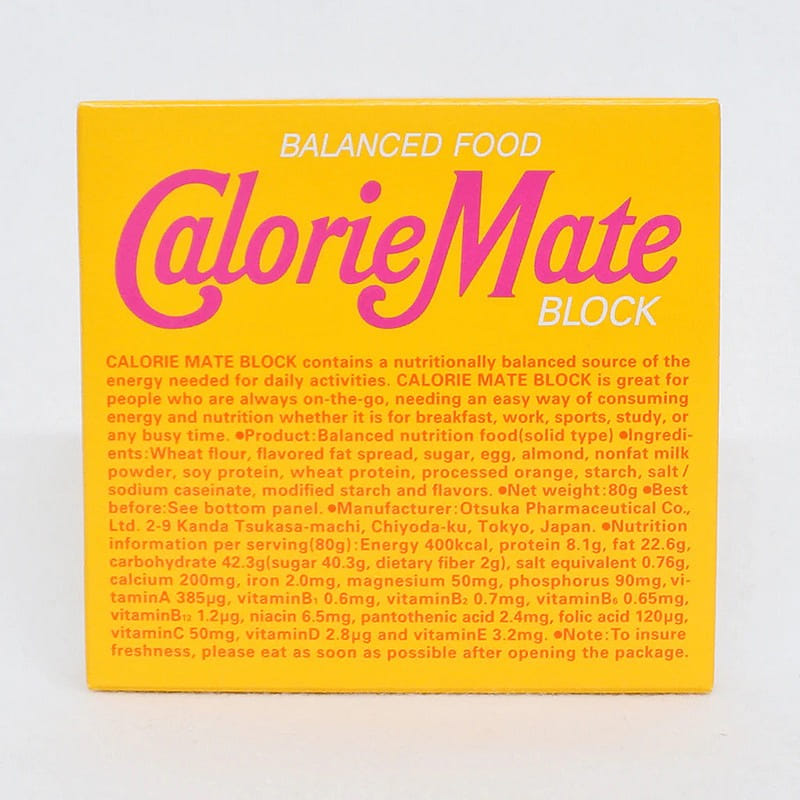 BALANCED FOOD
CalorieMate
BLOCK
CALORIE MATE BLOCK contains a nutritionally balanced source of the
energy needed for daily activities. CALORIE MATE BLOCK is great for
people who are always on-the-go, needing an easy way of consuming
energy and nutrition whether it is for breakfast, work, sports, study, or
any busy time. ●Product:Balanced nutrition food(solid type) ●Ingredi-
ents:Wheat flour, flavored fat spread, sugar, egg, almond, nonfat milk
powder, soy protein, wheat protein, processed orange, starch, salt/
sodium caseinate, modified starch and flavors. ●Net weight:80g ●Best
before:See bottom panel. ●Manufacturer:Otsuka Pharmaceutical Co.,
Ltd. 2-9 Kanda Tsukasa-machi, Chiyoda-ku, Tokyo, Japan. ●Nutrition
information per serving(80g):Energy 400kcal, protein 8.1g, fat 22.6g,
carbohydrate 42.3g(sugar 40.3g, dietary fiber 2g), salt equivalent 0.76g,
calcium 200mg, iron 2.0mg, magnesium 50mg, phosphorus 90mg, vi-
taminA 385μg, vitaminB₁ 0.6mg, vitaminB₂ 0.7mg, vitaminB₆ 0.65mg,
vitaminB₁₂ 1.2μg, niacin 6.5mg, pantothenic acid 2.4mg, folic acid 120μg,
vitaminC 50mg, vitaminD 2.8μg and vitaminE 3.2mg. ●Note:To insure
freshness, please eat as soon as possible after opening the package.